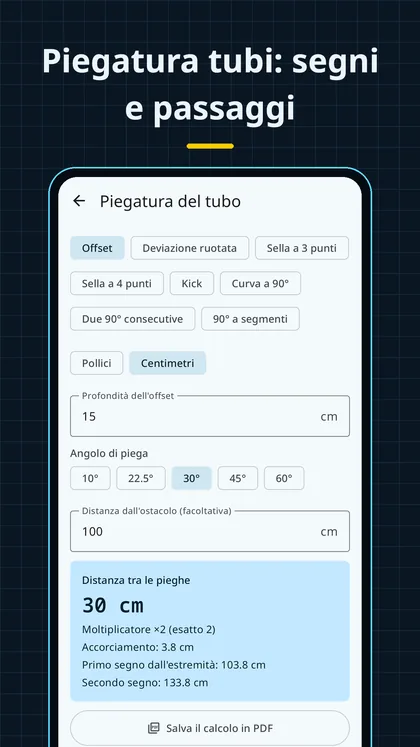 Piegatura tubi: segni
e passaggi
Piegatura del tubo
Offset Deviazione ruotata Sella a 3 punti
Sella a 4 punti Kick Curva a 90°
Due 90° consecutive 90° a segmenti
Pollici Centimetri
Profondità dell'offset
15 cm
Angolo di piega
10° 22.5° 30° 45° 60°
Distanza dall'ostacolo (facoltativa)
100 cm
Distanza tra le pieghe
30 cm
Moltiplicatore ×2 (esatto 2)
Accorciamento: 3.8 cm
Primo segno dall'estremità: 103.8 cm
Secondo segno: 133.8 cm
Salva il calcolo in PDF